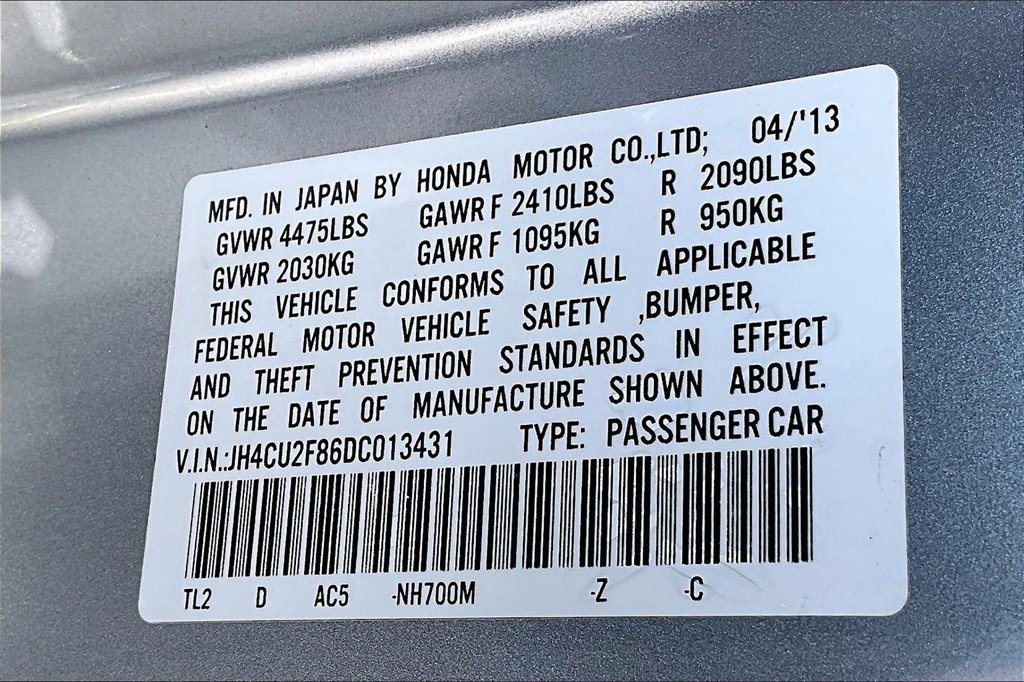 MFD. IN JAPAN BY HONDA MOTOR CO.,LTD; 04/'13
GVWR 4475LBS GAWR F 2410LBS R 2090LBS
GVWR 2030KG GAWR F 1095KG R 950KG
THIS VEHICLE CONFORMS TO ALL APPLICABLE
FEDERAL MOTOR VEHICLE SAFETY ,BUMPER,
AND THEFT PREVENTION STANDARDS IN EFFECT
ON THE DATE OF MANUFACTURE SHOWN ABOVE.
V.I.N.:JH4CU2F86DC013431 TYPE: PASSENGER CAR
TL2 D AC5 -NH700M -Z -C